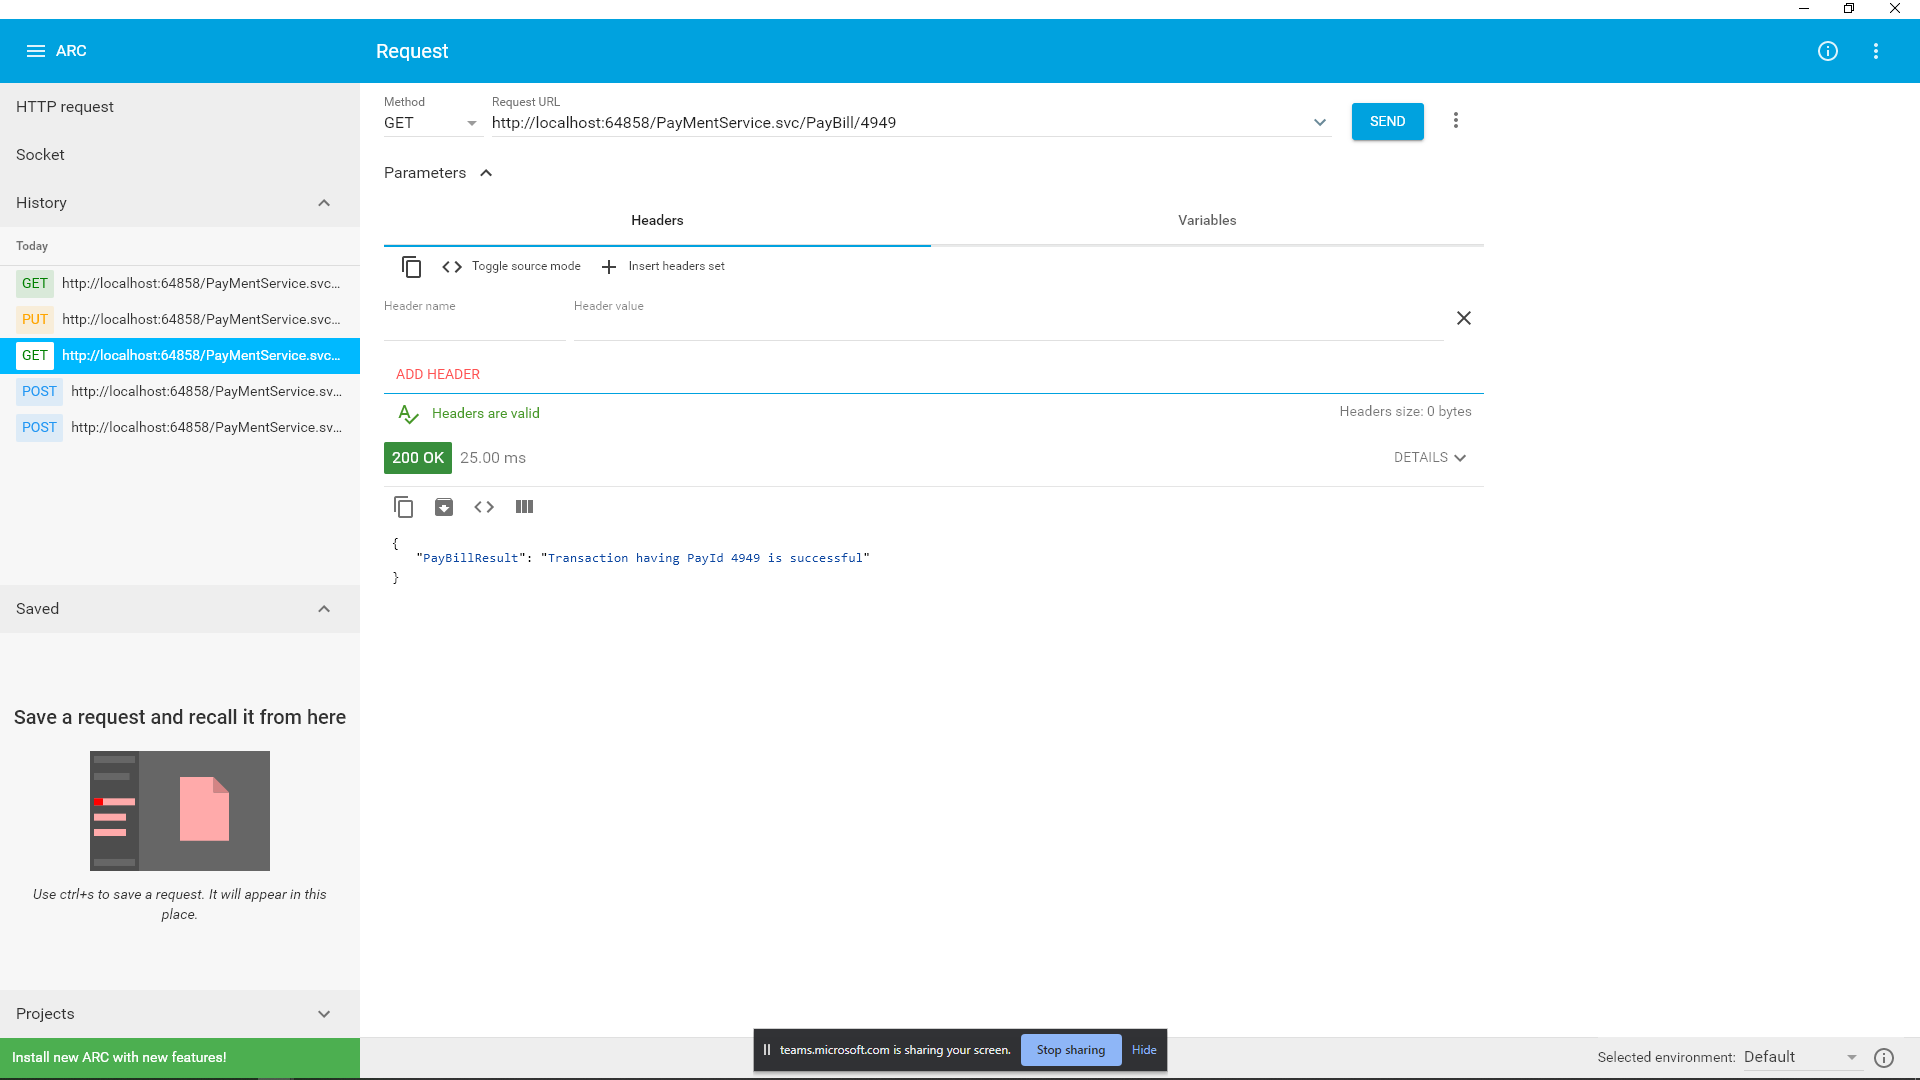 ARC
Request
HTTP request
Socket
History
Today
GET http://localhost:64858/PayMentService.svc...
PUT http://localhost:64858/PayMentService.svc...
GET http://localhost:64858/PayMentService.svc...
POST http://localhost:64858/PayMentService.sv...
POST http://localhost:64858/PayMentService.sv...
Saved
Save a request and recall it from here
Use ctrl+s to save a request. It will appear in this
place.
Projects
Install new ARC with new features!
Method
GET
Request URL
http://localhost:64858/PayMentService.svc/PayBill/4949
SEND
Parameters
Headers
Variables
Toggle source mode
Insert headers set
Header name
Header value
ADD HEADER
Headers are valid
Headers size: 0 bytes
200 OK
25.00 ms
DETAILS
{
"PayBillResult": "Transaction having PayId 4949 is successful"
}
teams.microsoft.com is sharing your screen.
Stop sharing
Hide
Selected environment:
Default